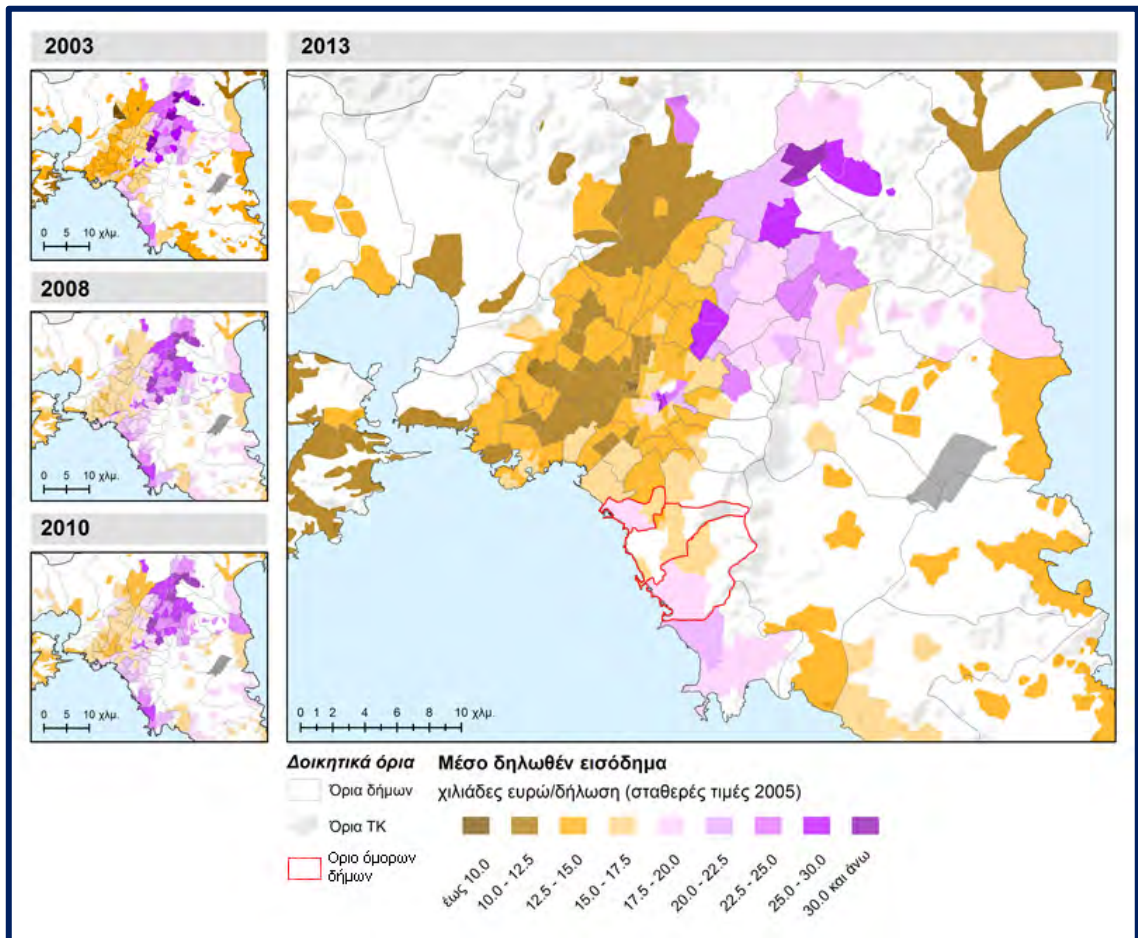 2003
2013
0 5 10 χλμ.
2008
0 5 10 χλμ.
2010
0 5 10 χλμ.
0 1 2 4 6 8 10 χλμ.
Διοικητικά όρια
Όρια δήμων
Όρια ΤΚ
Οριο όμορων
δήμων
Μέσο δηλωθέν εισόδημα
χιλιάδες ευρώ/δήλωση (σταθερές τιμές 2005)
έως 10.0
10.0 - 12.5
12.5 - 15.0
15.0 - 17.5
17.5 - 20.0
20.0 - 22.5
22.5 - 25.0
25.0 - 30.0
30.0 και άνω